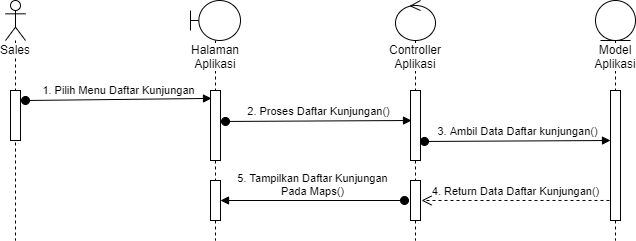 Sales
Halaman
Aplikasi
Controller
Aplikasi
Model
Aplikasi
1. Pilih Menu Daftar Kunjungan
2. Proses Daftar Kunjungan()
3. Ambil Data Daftar kunjungan()
4. Return Data Daftar Kunjungan()
5. Tampilkan Daftar Kunjungan
Pada Maps()